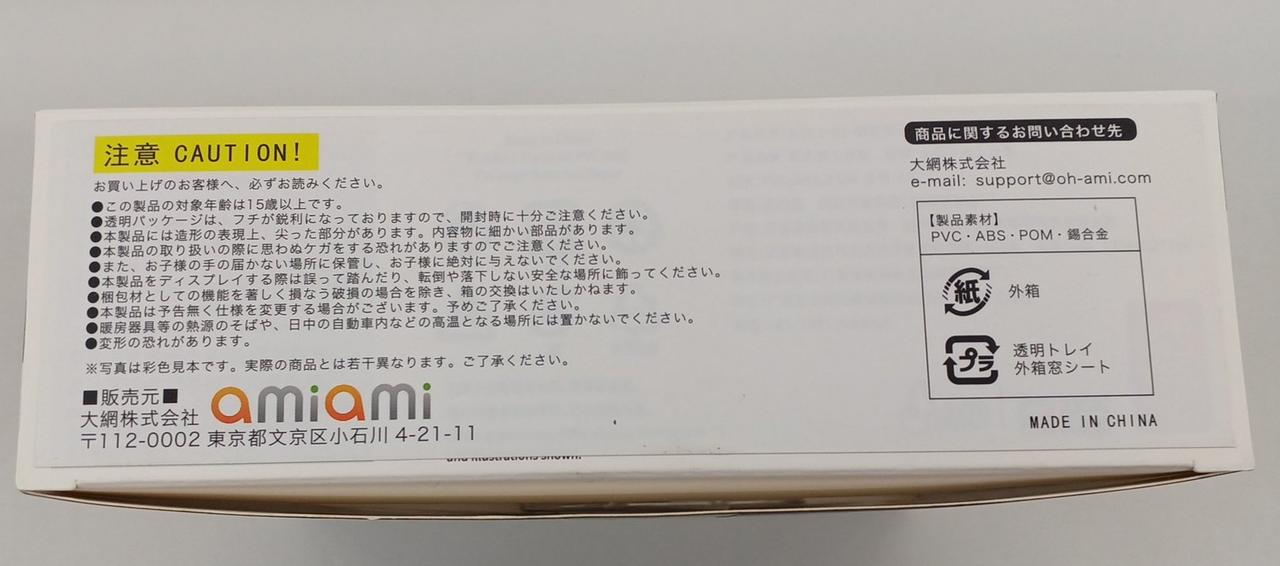 注意 CAUTION!
お買い上げのお客様へ、必ずお読みください。
●この製品の対象年齢は15歳以上です。
●透明パッケージは、フチが鋭利になっておりますので、開封時に十分ご注意ください。
●本製品には造形の表現上、尖った部分があります。内容物に細かい部品があります。
●本製品の取り扱いの際に思わぬケガをする恐れがありますのでご注意ください。
●また、お子様の手の届かない場所に保管し、お子様に絶対に与えないでください。
●本製品をディスプレイする際は誤って踏んだり、転倒や落下しない安全な場所に飾ってください。
●梱包材としての機能を著しく損なう破損の場合を除き、箱の交換はいたしかねます。
●本製品は予告無く仕様を変更する場合がございます。予めご了承ください。
●暖房器具等の熱源のそばや、日中の自動車内などの高温となる場所には置かないでください。
●変形の恐れがあります。
※写真は彩色見本です。実際の商品とは若干異なります。ご了承ください。
■販売元■
大網株式会社
amiami
〒112-0002 東京都文京区小石川 4-21-11
and illustrations shown.
商品に関するお問い合わせ先
大網株式会社
e-mail: support@oh-ami.com
【製品素材】
PVC・ABS・POM・錫合金
紙 外箱
プラ 透明トレイ
外箱窓シート
MADE IN CHINA